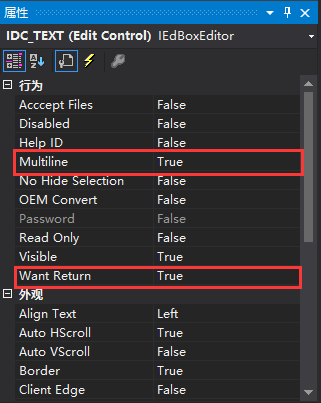 属性
IDC_TEXT (Edit Control) IEdBoxEditor
行为
Acccept Files False
Disabled False
Help ID False
Multiline True
No Hide Selection False
OEM Convert False
Password False
Read Only False
Visible True
Want Return True
外观
Align Text Left
Auto HScroll True
Auto VScroll False
Border True
Client Edge False